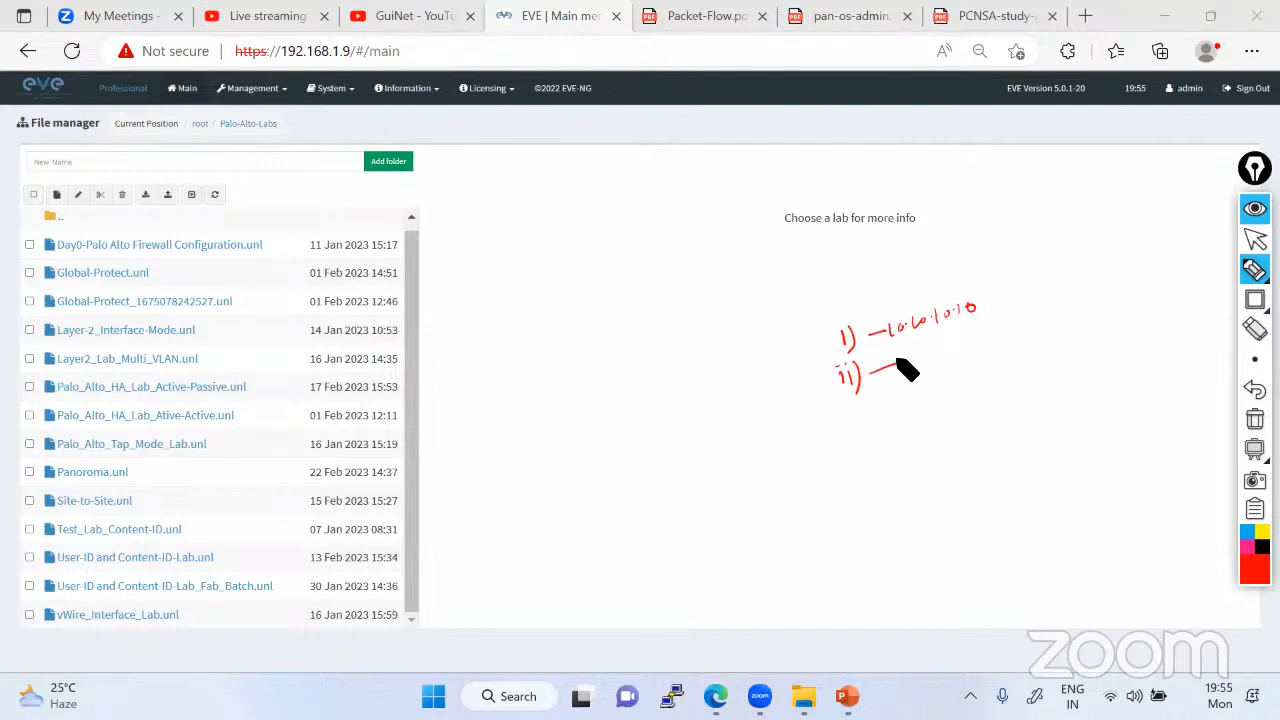 My Meetings -
Live streaming
GuiNet - YouTu
EVE | Main men
Packet-Flow.pd
pan-os-admin.
PCNSA-study-g
Not secure
https://192.168.1.9/#/main
eve
Professional
Main
Management
System
Information
Licensing
©2022 EVE-NG
EVE Version 5.0.1-20
19:55
admin
Sign Out
File manager
Current Position
root
Palo-Alto-Labs
New Name
Add folder
..
Day0-Palo Alto Firewall Configuration.unl 11 Jan 2023 15:17
Global-Protect.unl 01 Feb 2023 14:51
Global-Protect_1675078242527.unl 01 Feb 2023 12:46
Layer-2_Interface-Mode.unl 14 Jan 2023 10:53
Layer2_Lab_Multi_VLAN.unl 16 Jan 2023 14:35
Palo_Alto_HA_Lab_Active-Passive.unl 17 Feb 2023 15:53
Palo_Alto_HA_Lab_Ative-Active.unl 01 Feb 2023 12:11
Palo_Alto_Tap_Mode_Lab.unl 16 Jan 2023 15:19
Panoroma.unl 22 Feb 2023 14:37
Site-to-Site.unl 15 Feb 2023 15:27
Test_Lab_Content-ID.unl 07 Jan 2023 08:31
User-ID and Content-ID-Lab.unl 13 Feb 2023 15:34
User-ID and Content-ID-Lab_Fab_Batch.unl 30 Jan 2023 14:36
vWire_Interface_Lab.unl 16 Jan 2023 15:59
Choose a lab for more info
i) - 10.10.10.10
ii) -
zoom
25°C
Haze
Search
zoom
ENG
IN
19:55
Mon